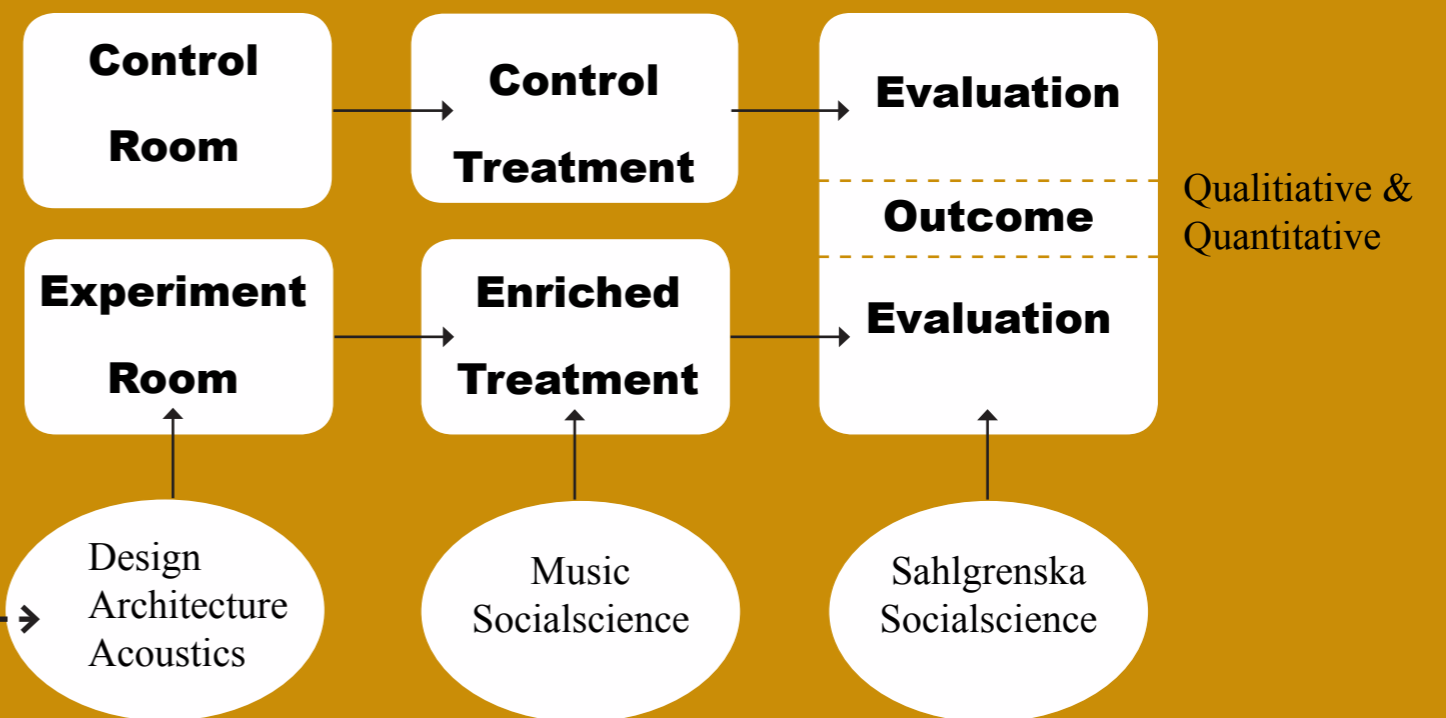 Control
Room
Control
Treatment
Evaluation
Outcome
Evaluation
Qualitiative &
Quantitative
Experiment
Room
Enriched
Treatment
Design
Architecture
Acoustics
Music
Socialscience
Sahlgrenska
Socialscience